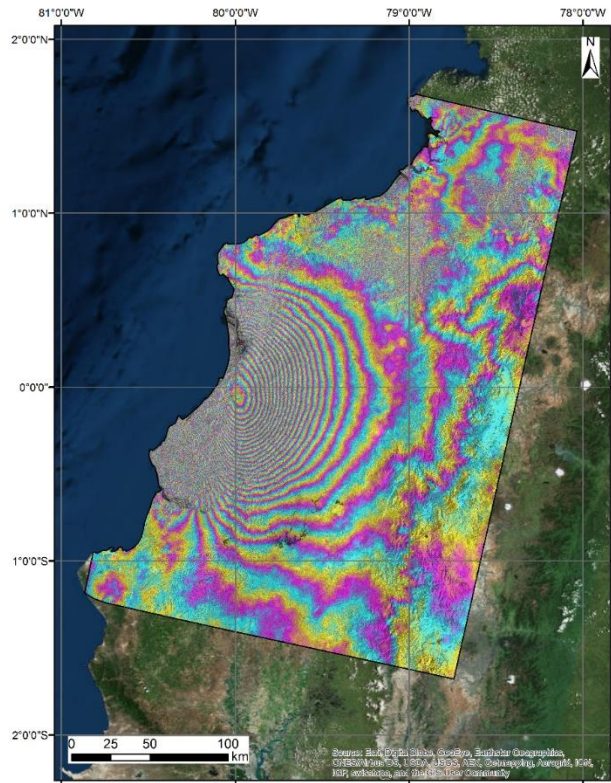 81°0'0"W 80°0'0"W 79°0'0"W 78°0'0"W
2°0'0"N
1°0'0"N
0°0'0"
1°0'0"S
2°0'0"S
N
0 25 50 100
km
Source: Esri, Digital Globe, GeoEye, Earthstar Geographics,
CNES/Airbus DS, USDA, USGS, AEX, Getmapping, Aerogrid, IGN,
IGP, swisstopo, and the GIS User Community